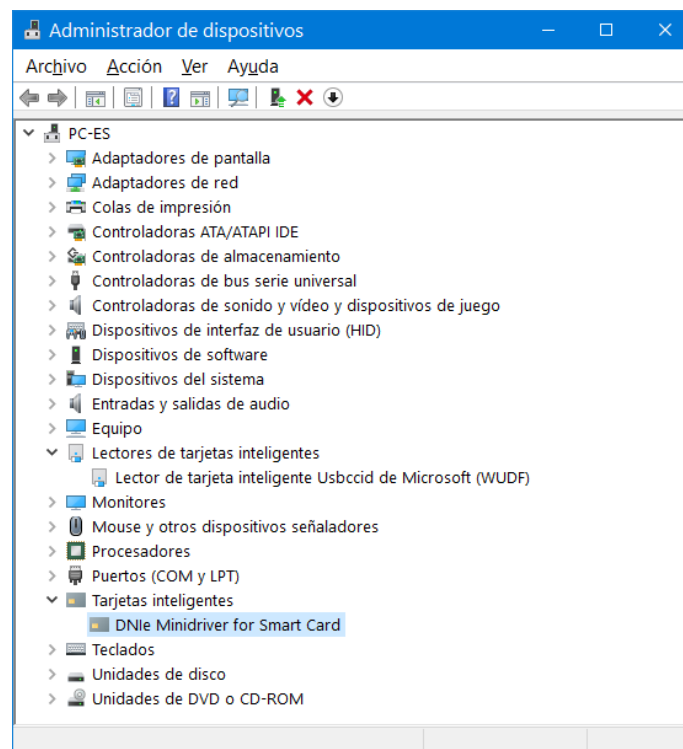 Administrador de dispositivos
Archivo Acción Ver Ayuda
PC-ES
Adaptadores de pantalla
Adaptadores de red
Colas de impresión
Controladoras ATA/ATAPI IDE
Controladoras de almacenamiento
Controladoras de bus serie universal
Controladoras de sonido y vídeo y dispositivos de juego
Dispositivos de interfaz de usuario (HID)
Dispositivos de software
Dispositivos del sistema
Entradas y salidas de audio
Equipo
Lectores de tarjetas inteligentes
Lector de tarjeta inteligente Usbccid de Microsoft (WUDF)
Monitores
Mouse y otros dispositivos señaladores
Procesadores
Puertos (COM y LPT)
Tarjetas inteligentes
DNIe Minidriver for Smart Card
Teclados
Unidades de disco
Unidades de DVD o CD-ROM